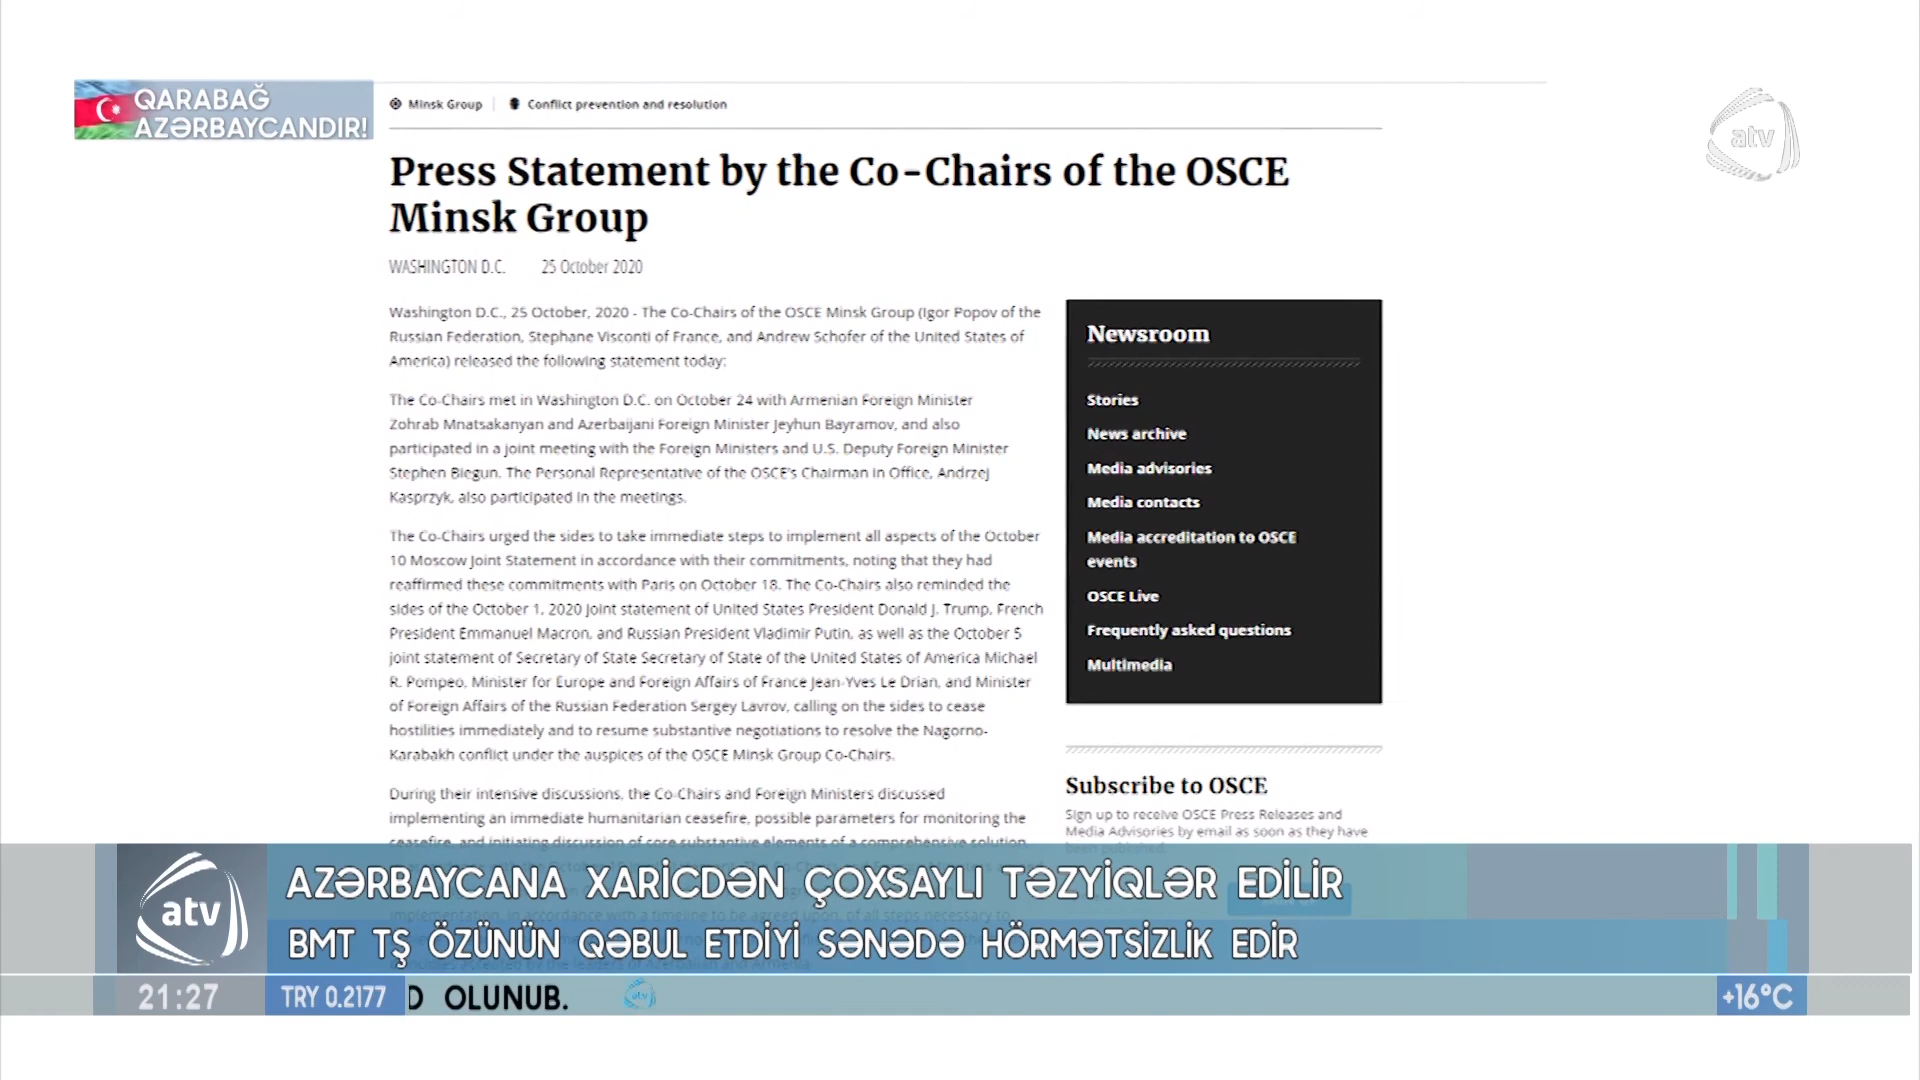 QARABAĞ
AZƏRBAYCANDIR!
Minsk Group
Conflict prevention and resolution
atv
Press Statement by the Co-Chairs of the OSCE
Minsk Group
WASHINGTON D.C. 25 October 2020
Washington D.C., 25 October, 2020 - The Co-Chairs of the OSCE Minsk Group (Igor Popov of the
Russian Federation, Stephane Visconti of France, and Andrew Schofer of the United States of
America) released the following statement today:
The Co-Chairs met in Washington D.C. on October 24 with Armenian Foreign Minister
Zohrab Mnatsakanyan and Azerbaijani Foreign Minister Jeyhun Bayramov, and also
participated in a joint meeting with the Foreign Ministers and U.S. Deputy Foreign Minister
Stephen Biegun. The Personal Representative of the OSCE's Chairman in Office, Andrzej
Kasprzyk, also participated in the meetings.
The Co-Chairs urged the sides to take immediate steps to implement all aspects of the October
10 Moscow Joint Statement in accordance with their commitments, noting that they had
reaffirmed these commitments with Paris on October 18. The Co-Chairs also reminded the
sides of the October 1, 2020 joint statement of United States President Donald J. Trump, French
President Emmanuel Macron, and Russian President Vladimir Putin, as well as the October 5
joint statement of Secretary of State Secretary of State of the United States of America Michael
R. Pompeo, Minister for Europe and Foreign Affairs of France Jean-Yves Le Drian, and Minister
of Foreign Affairs of the Russian Federation Sergey Lavrov, calling on the sides to cease
hostilities immediately and to resume substantive negotiations to resolve the Nagorno-
Karabakh conflict under the auspices of the OSCE Minsk Group Co-Chairs.
During their intensive discussions, the Co-Chairs and Foreign Ministers discussed
implementing an immediate humanitarian ceasefire, possible parameters for monitoring the
ceasefire, and initiating discussion of core substantive elements of a comprehensive solution
Newsroom
Stories
News archive
Media advisories
Media contacts
Media accreditation to OSCE
events
OSCE Live
Frequently asked questions
Multimedia
Subscribe to OSCE
Sign up to receive OSCE Press Releases and
Media Advisories by email as soon as they have
been published.
atv
AZƏRBAYCANA XARİCDƏN ÇOXSAYLI TƏZYİQLƏR EDİLİR
BMT TŞ ÖZÜNÜN QƏBUL ETDİYİ SƏNƏDƏ HÖRMƏTSİZLİK EDİR
21:27
TRY 0.2177
D OLUNUB.
atv
+16°C